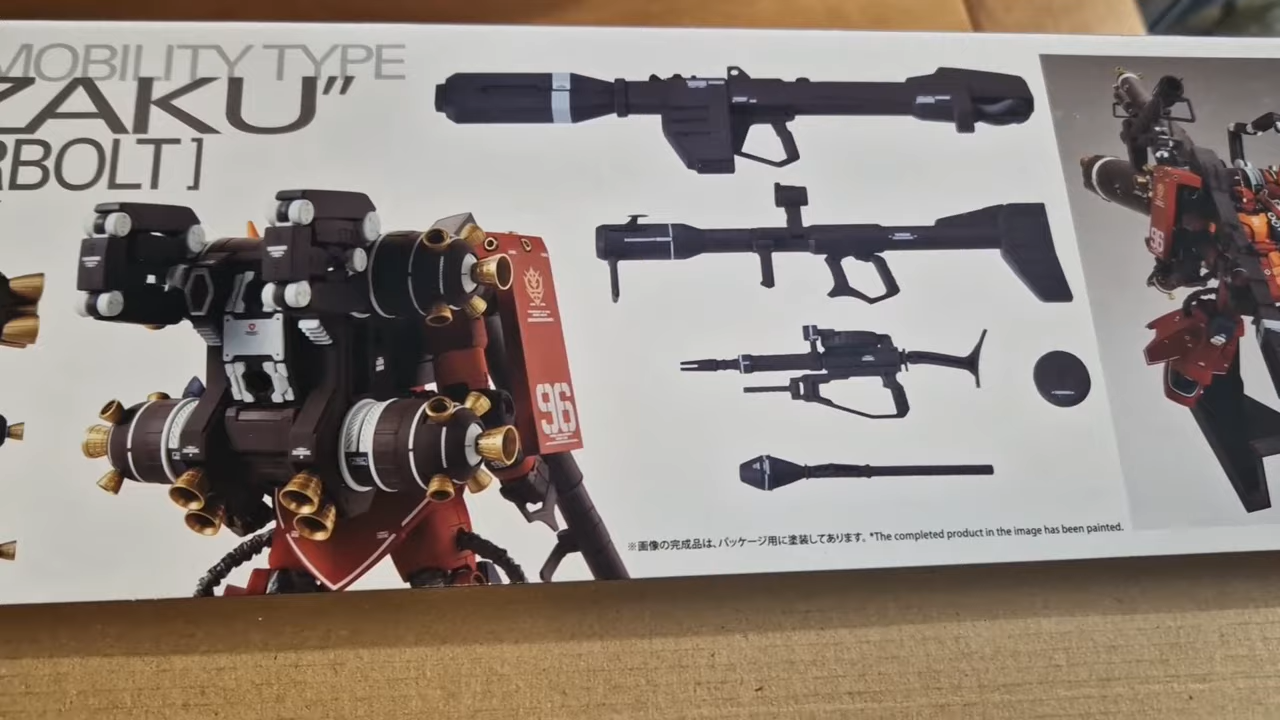 MOBILITY TYPE
ZAKU”
RBOLT]
96
96
※画像の完成品は、パッケージ用に塗装してあります。 *The completed product in the image has been painted.